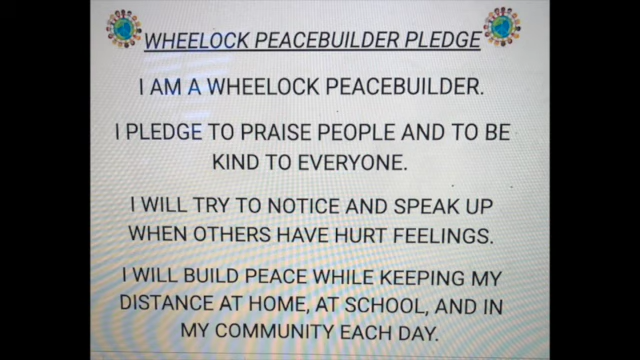 WHEELOCK PEACEBUILDER PLEDGE
I AM A WHEELOCK PEACEBUILDER.
I PLEDGE TO PRAISE PEOPLE AND TO BE
KIND TO EVERYONE.
I WILL TRY TO NOTICE AND SPEAK UP
WHEN OTHERS HAVE HURT FEELINGS.
I WILL BUILD PEACE WHILE KEEPING MY
DISTANCE AT HOME, AT SCHOOL, AND IN
MY COMMUNITY EACH DAY.